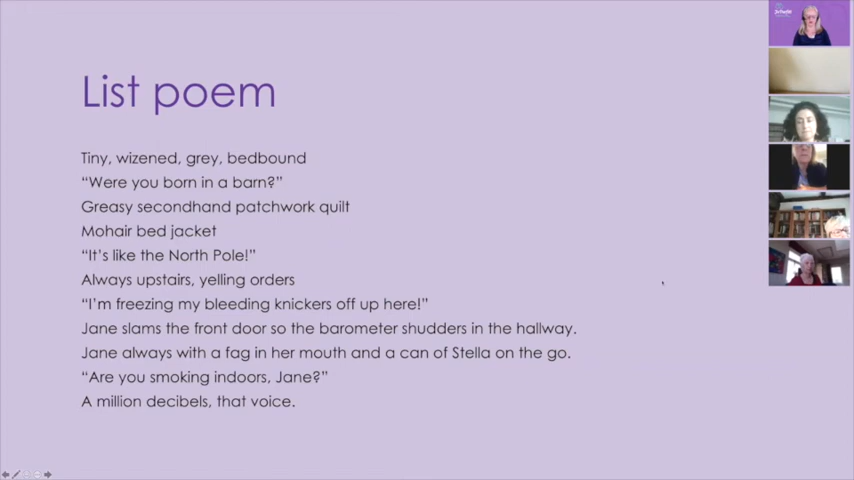 List poem
Tiny, wizened, grey, bedbound
“Were you born in a barn?”
Greasy secondhand patchwork quilt
Mohair bed jacket
“It’s like the North Pole!”
Always upstairs, yelling orders
“I’m freezing my bleeding knickers off up here!”
Jane slams the front door so the barometer shudders in the hallway.
Jane always with a fag in her mouth and a can of Stella on the go.
“Are you smoking indoors, Jane?”
A million decibels, that voice.